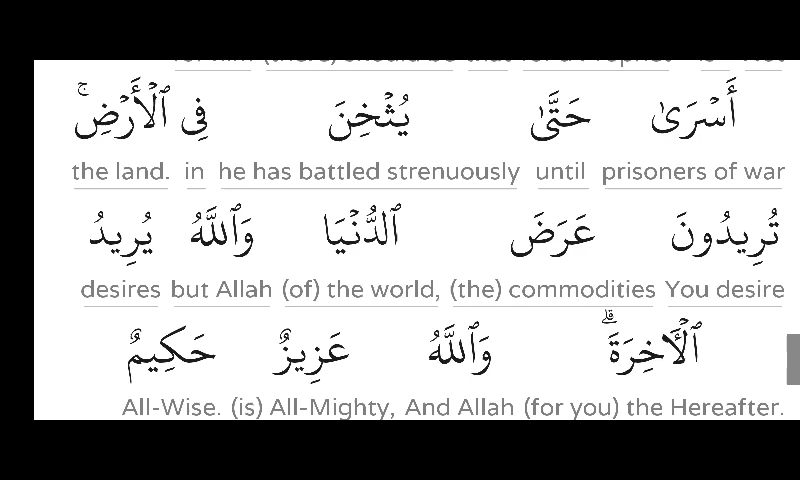 أَسْرَىٰ حَتَّىٰ يُثْخِنَ فِى ٱلْأَرْضِ ۚ
the land. in he has battled strenuously until prisoners of war
تُرِيدُونَ عَرَضَ ٱلدُّنْيَا وَٱللَّهُ يُرِيدُ
desires but Allah (of) the world, (the) commodities You desire
ٱلْـَٔاخِرَةَ ۗ وَٱللَّهُ عَزِيزٌ حَكِيمٌ
All-Wise. (is) All-Mighty, And Allah (for you) the Hereafter.